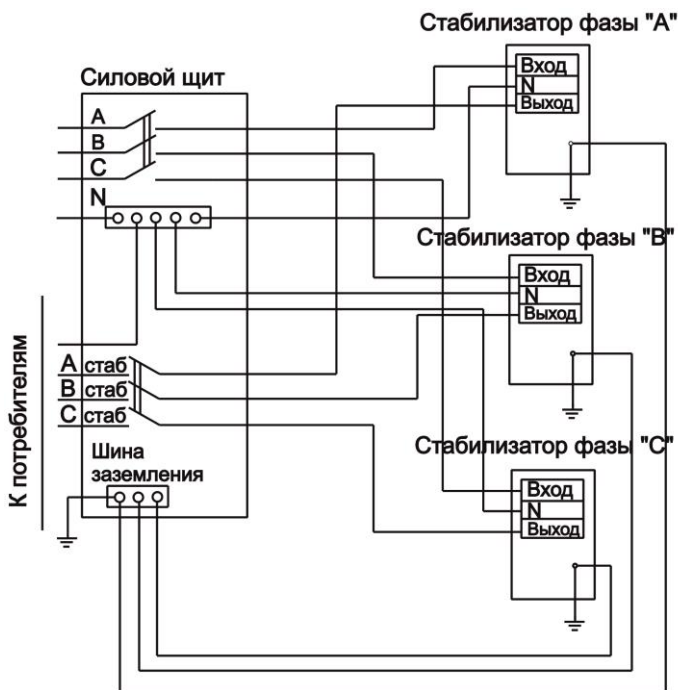 Стабилизатор фазы "А"
Силовой щит
Вход
N
Выход
A
B
C
N
Стабилизатор фазы "В"
Вход
N
Выход
К потребителям
А стаб
В стаб
С стаб
Шина
заземления
Стабилизатор фазы "С"
Вход
N
Выход